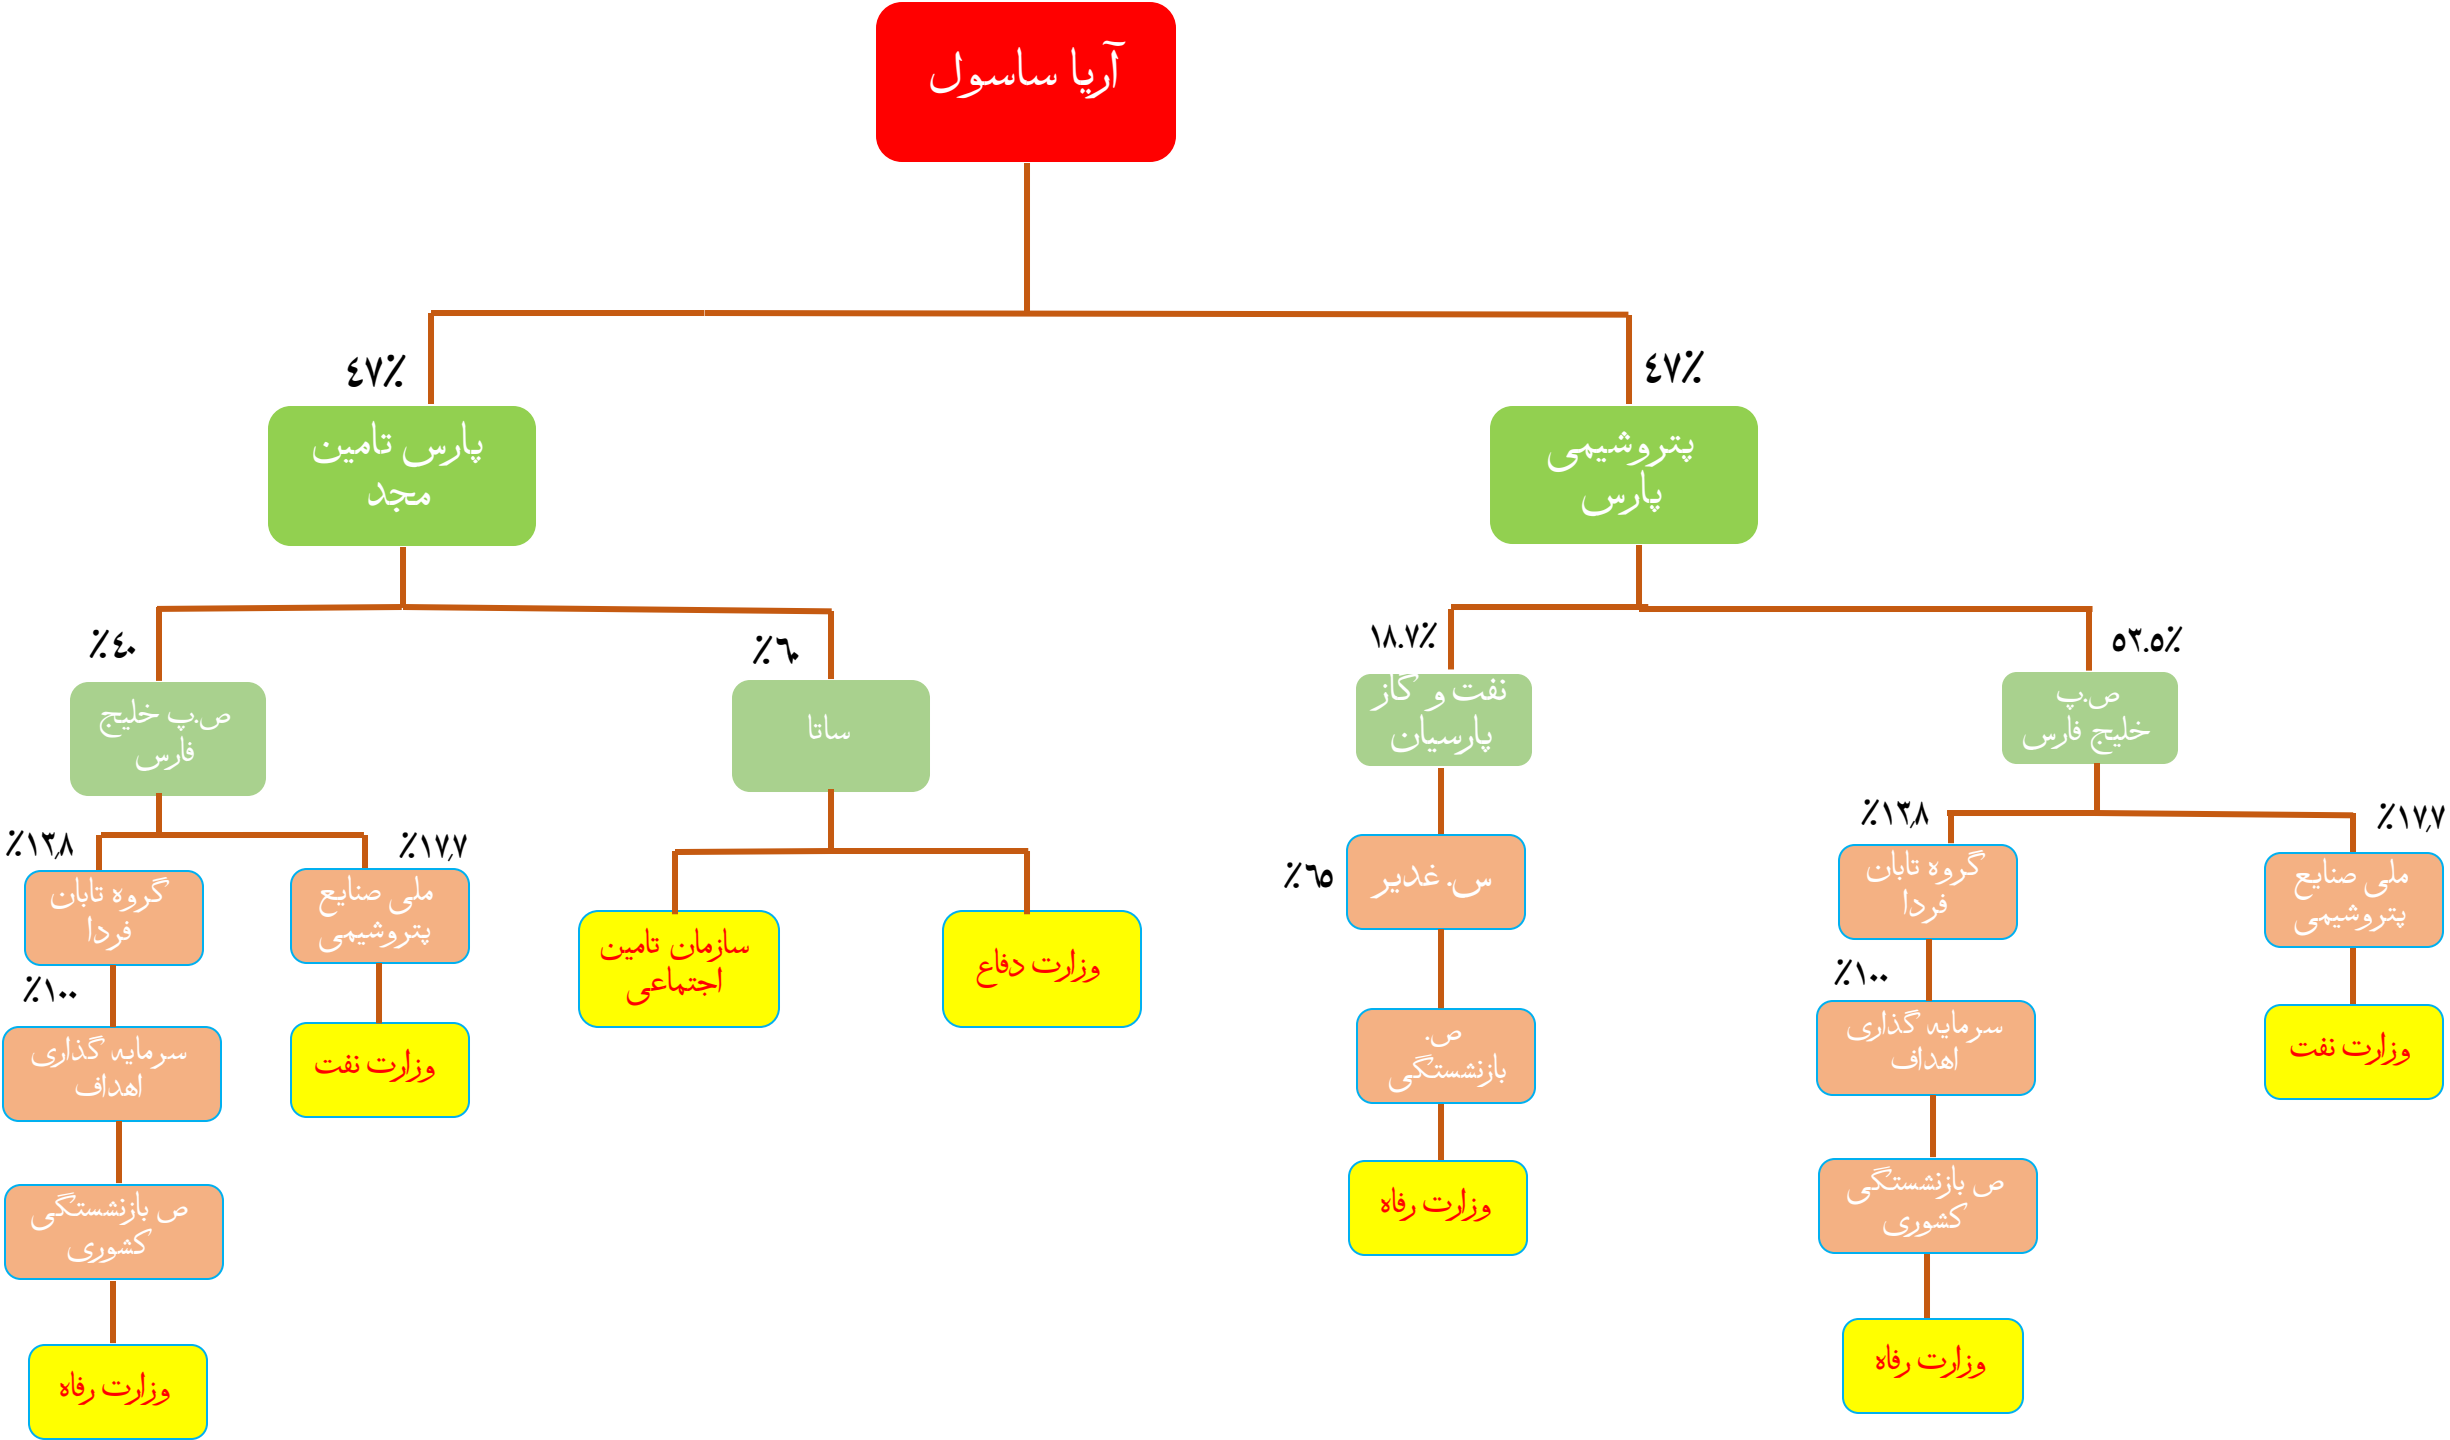 آریا ساسول
٤٧٪
٤٧٪
پتروشیمی
پارس
پارس تامین
مجد
٥٣.٥٪
١٨.٧٪
٪٦٠
٪٤٠
ص.پ
خلیج فارس
نفت و گاز
پارسیان
ساتا
ص.پ خلیج
فارس
٪١٧٫٧
٪١٣٫٨
٪٦٥
٪١٧٫٧
٪١٣٫٨
ملی صنایع
پتروشیمی
گروه تابان
فردا
س. غدیر
ملی صنایع
پتروشیمی
گروه تابان
فردا
وزارت دفاع
سازمان تامین
اجتماعی
٪١٠٠
٪١٠٠
وزارت نفت
سرمایه گذاری
اهداف
ص.
بازنشستگی
وزارت نفت
سرمایه گذاری
اهداف
ص بازنشستگی
کشوری
وزارت رفاه
ص بازنشستگی
کشوری
وزارت رفاه
وزارت رفاه